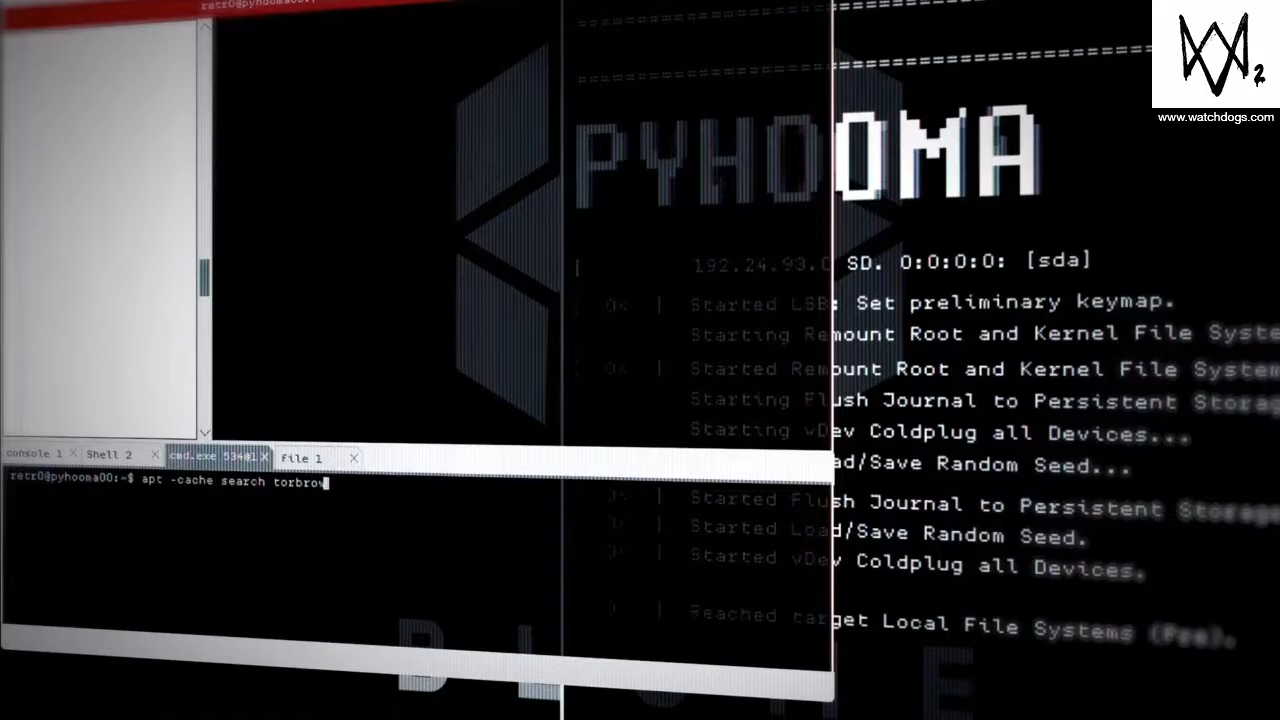 2
www.watchdogs.com
PYHOOMA
192.24.93.0 SD. 0:0:0:0: [sda]
Started LSB: Set preliminary keymap.
Starting Remount Root and Kernel File Syste
Started Remount Root and Kernel File System
Starting Flush Journal to Persistent Storag
Starting vDev Coldplug all Devices...
ad/Save Random Seed...
Started Flush Journal to Persistent Storage
Started Load/Save Random Seed.
Started vDev Coldplug all Devices.
Reached target Local File Systems (Pre).
console 1
Shell 2
cmd.exe
file 1
retr0@pyhooma00:~$ apt -cache search torbrow